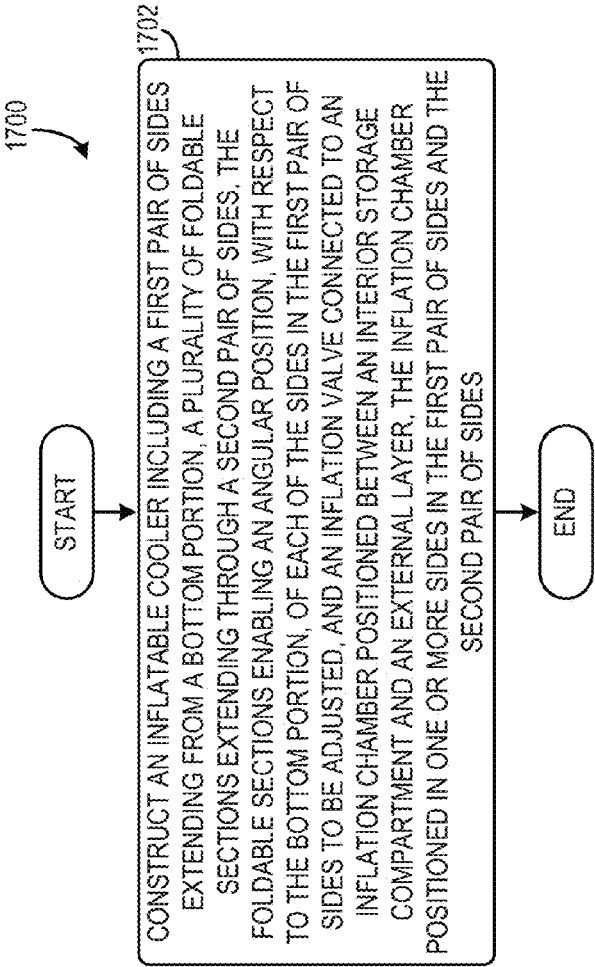 1700
START
1702
CONSTRUCT AN INFLATABLE COOLER INCLUDING A FIRST PAIR OF SIDES
EXTENDING FROM A BOTTOM PORTION, A PLURALITY OF FOLDABLE
SECTIONS EXTENDING THROUGH A SECOND PAIR OF SIDES, THE
FOLDABLE SECTIONS ENABLING AN ANGULAR POSITION, WITH RESPECT
TO THE BOTTOM PORTION, OF EACH OF THE SIDES IN THE FIRST PAIR OF
SIDES TO BE ADJUSTED, AND AN INFLATION VALVE CONNECTED TO AN
INFLATION CHAMBER POSITIONED BETWEEN AN INTERIOR STORAGE
COMPARTMENT AND AN EXTERNAL LAYER, THE INFLATION CHAMBER
POSITIONED IN ONE OR MORE SIDES IN THE FIRST PAIR OF SIDES AND THE
SECOND PAIR OF SIDES
END